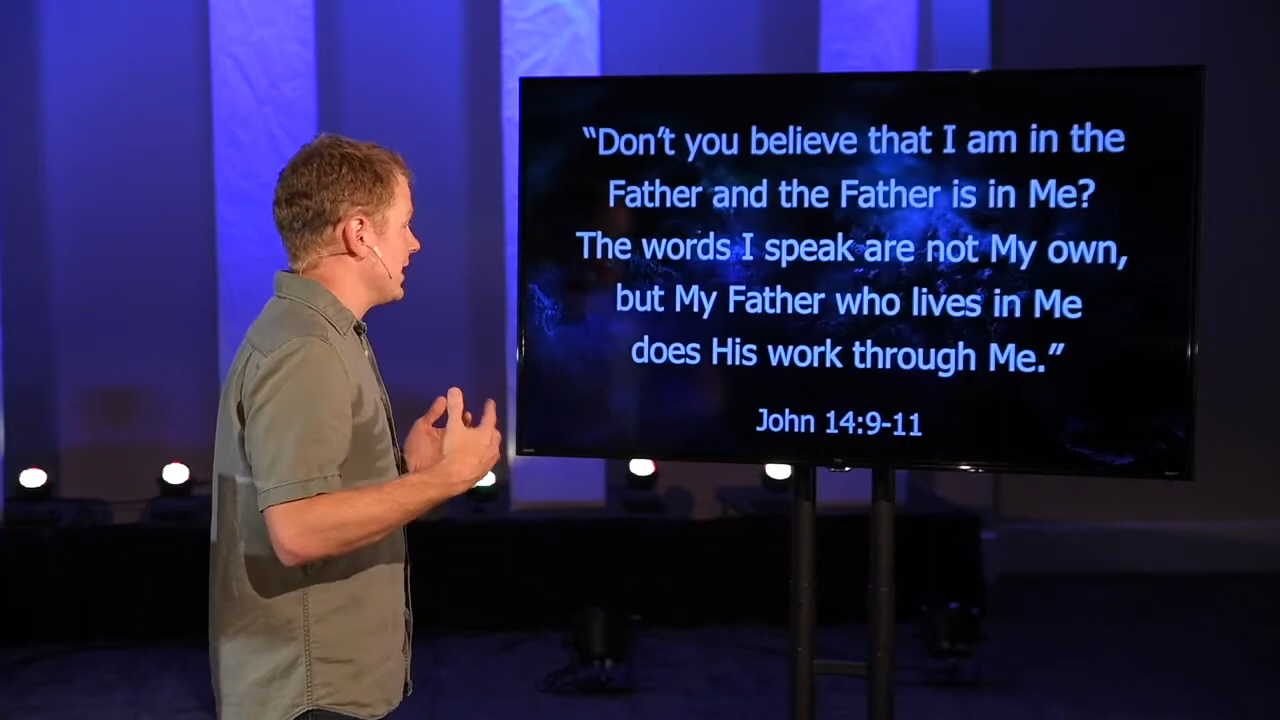 “Don’t you believe that I am in the
Father and the Father is in Me?
The words I speak are not My own,
but My Father who lives in Me
does His work through Me.”
John 14:9-11